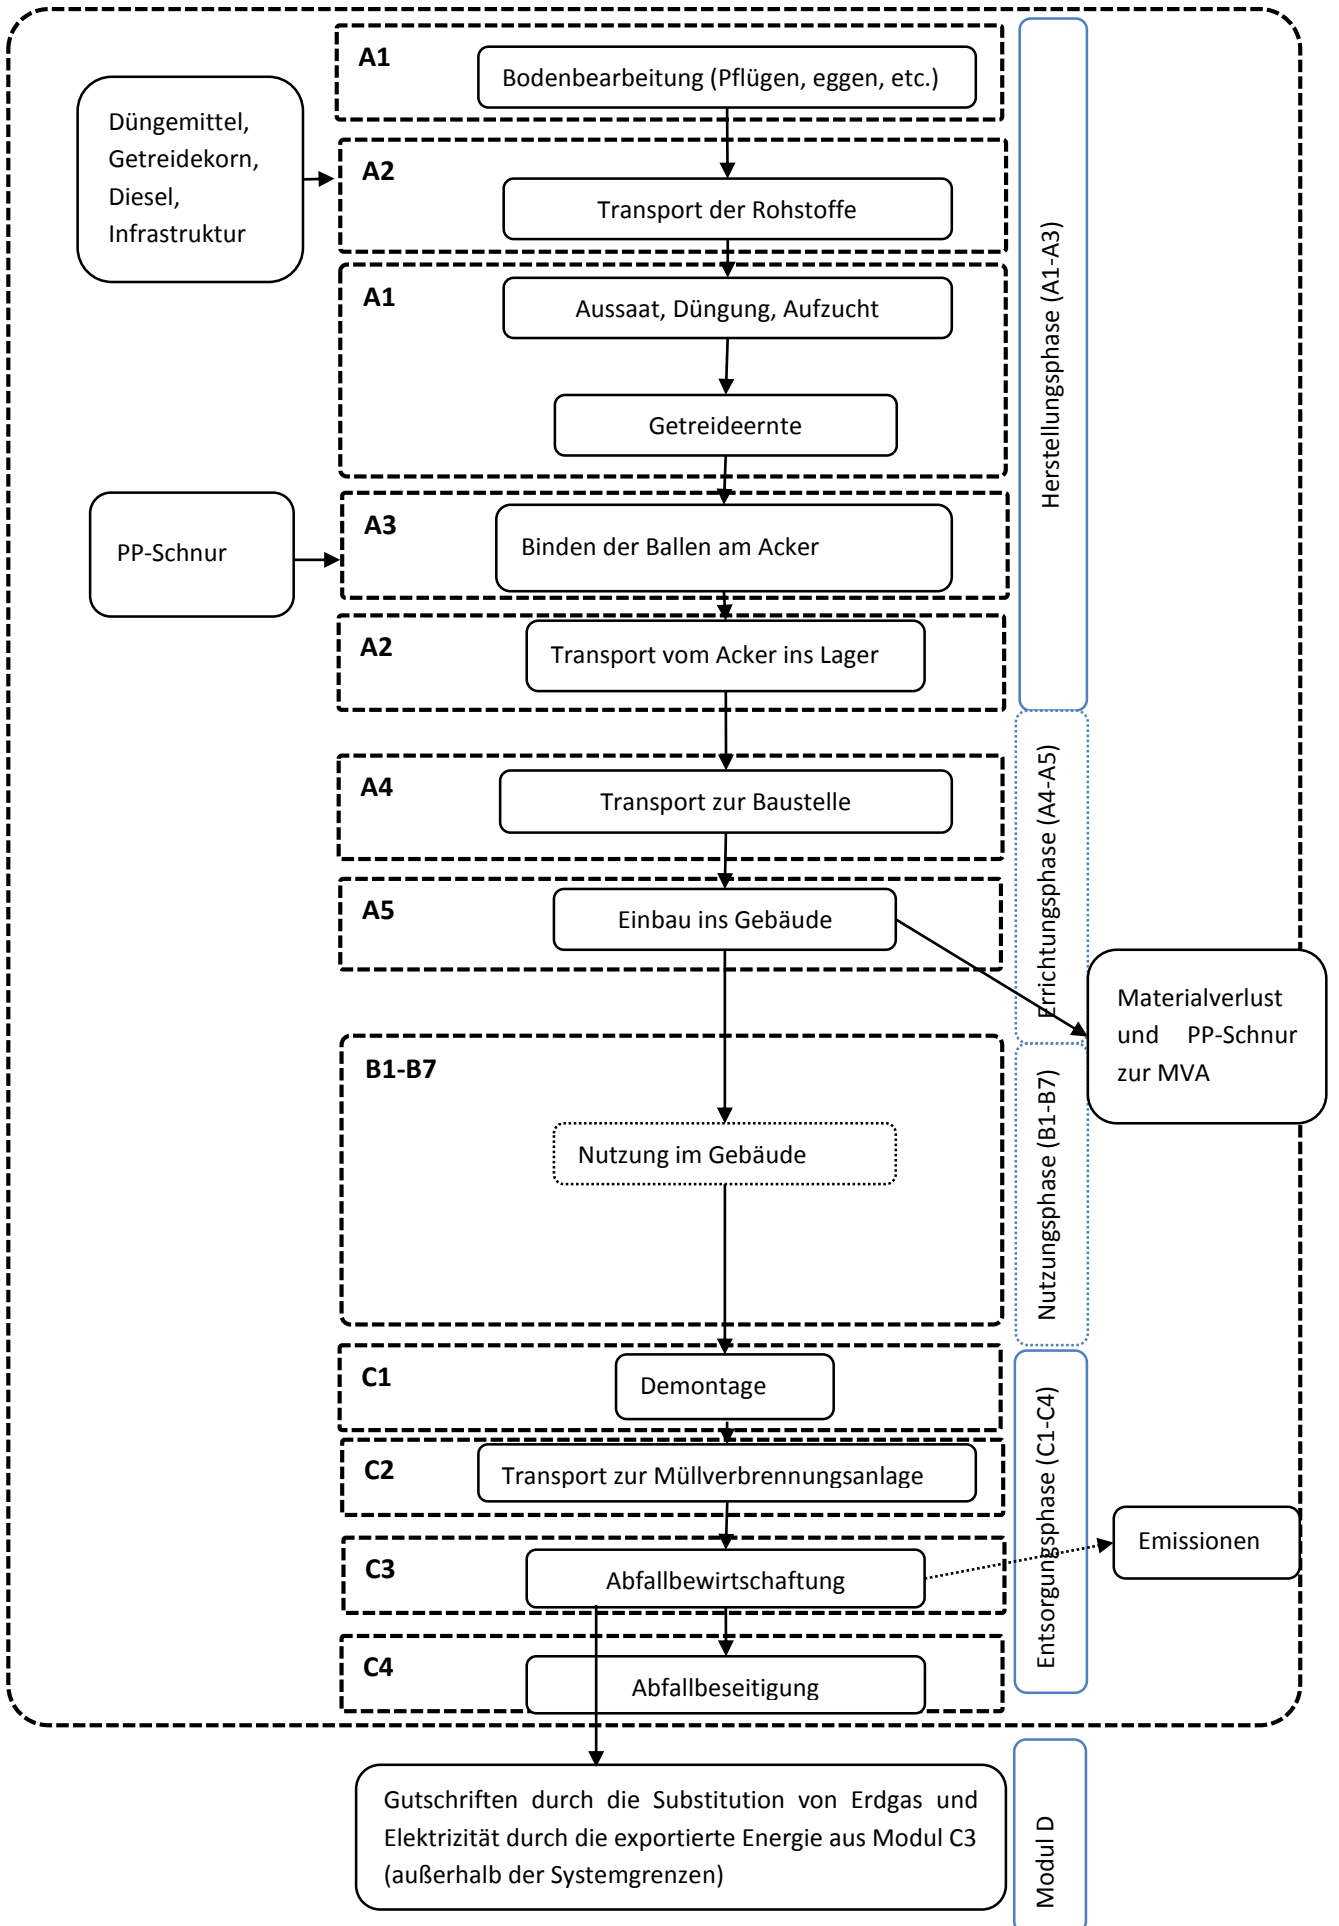 A1
Bodenbearbeitung (Pflügen, eggen, etc.)
Düngemittel,
Getreidekorn,
Diesel,
Infrastruktur
A2
Transport der Rohstoffe
A1
Aussaat, Düngung, Aufzucht
Getreideernte
Herstellungsphase (A1-A3)
PP-Schnur
A3
Binden der Ballen am Acker
A2
Transport vom Acker ins Lager
A4
Transport zur Baustelle
Errichtungsphase (A4-A5)
A5
Einbau ins Gebäude
Materialverlust
und PP-Schnur
zur MVA
B1-B7
Nutzung im Gebäude
Nutzungsphase (B1-B7)
C1
Demontage
C2
Transport zur Müllverbrennungsanlage
Entsorgungsphase (C1-C4)
C3
Abfallbewirtschaftung
Emissionen
C4
Abfallbeseitigung
Gutschriften durch die Substitution von Erdgas und
Elektrizität durch die exportierte Energie aus Modul C3
(außerhalb der Systemgrenzen)
Modul D